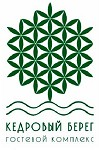 КЕДРОВЫЙ БЕРЕГ
ГОСТЕВОЙ КОМПЛЕКС